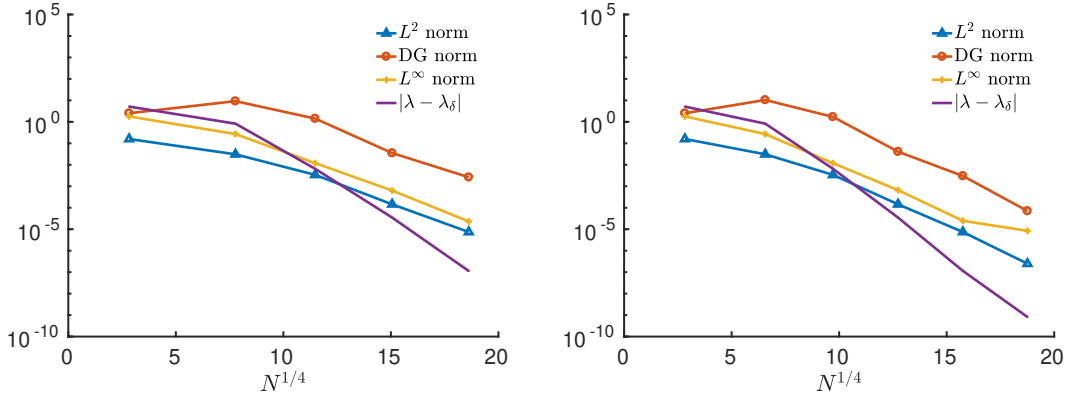 10^5
10^0
10^-5
10^-10
0
5
10
15
20
N^{1/4}
L^2 norm
DG norm
L^∞ norm
|λ − λ_δ|
10^5
10^0
10^-5
10^-10
0
5
10
15
20
N^{1/4}
L^2 norm
DG norm
L^∞ norm
|λ − λ_δ|